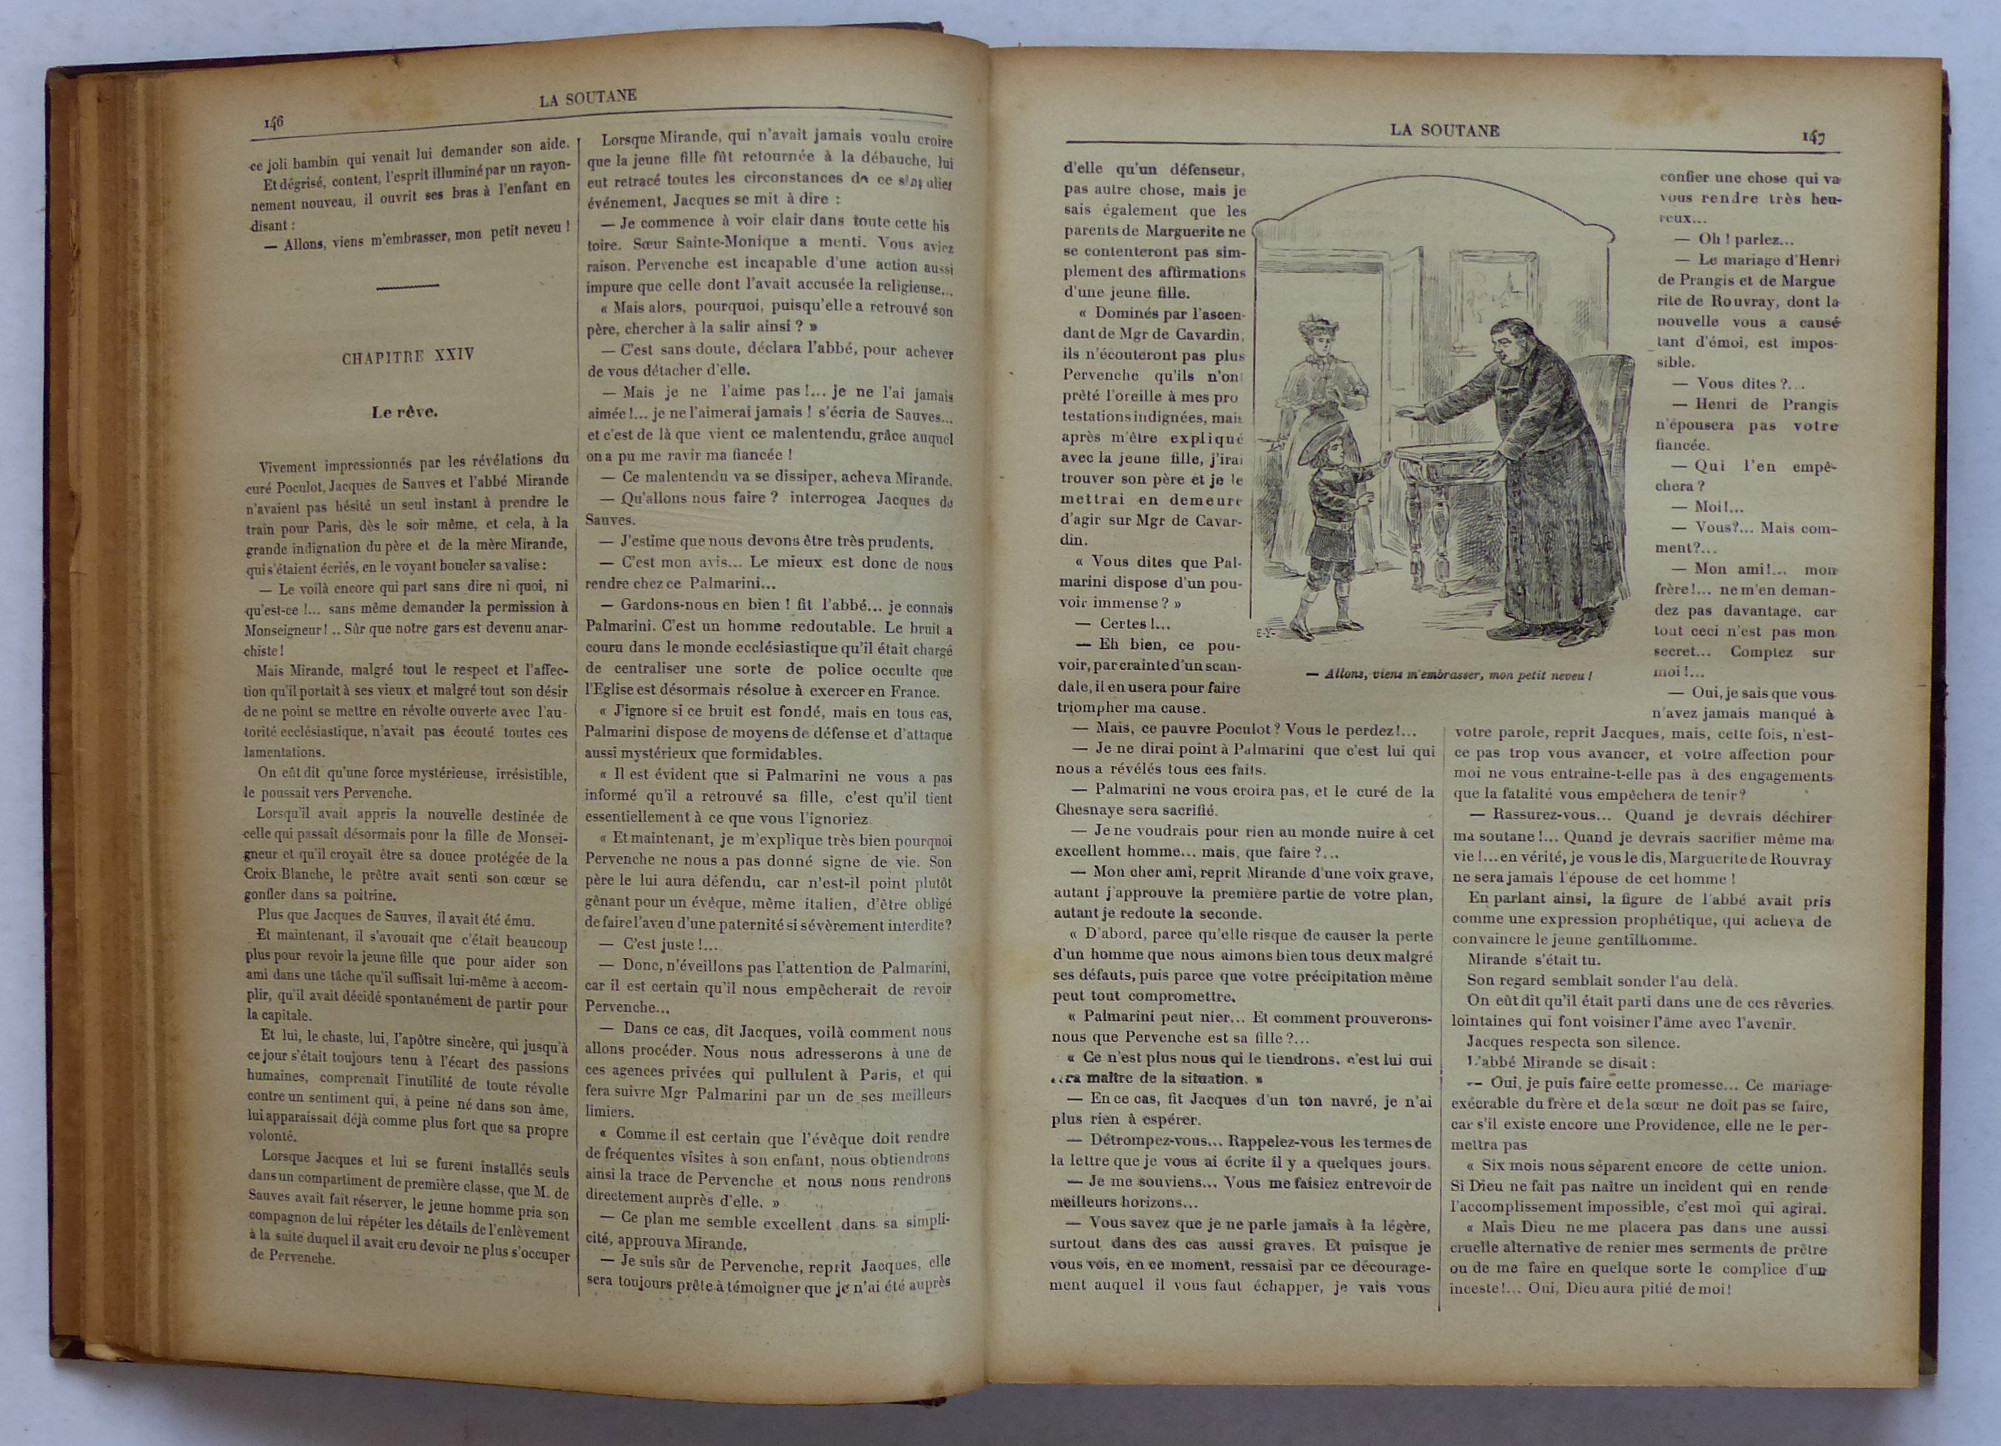 146
LA SOUTANE
ce joli bambin qui venait lui demander son aide.
Et dégrisé, content, l'esprit illuminé par un rayon-
nement nouveau, il ouvrit ses bras à l'enfant en
disant :
— Allons, viens m'embrasser, mon petit neveu !
CHAPITRE XXIV
Le rêve.
Vivement impressionnés par les révélations du
curé Poculot, Jacques de Sauves et l'abbé Mirande
n'avaient pas hésité un seul instant à prendre le
train pour Paris, dès le soir même, et cela, à la
grande indignation du père et de la mère Mirande,
qui s'étaient écriés, en le voyant boucler sa valise :
— Le voilà encore qui part sans dire ni quoi, ni
qu'est-ce !... sans même demander la permission à
Monseigneur ! .. Sûr que notre gars est devenu anar-
chiste !
Mais Mirande, malgré tout le respect et l'affec-
tion qu'il portait à ses vieux et malgré tout son désir
de ne point se mettre en révolte ouverte avec l'au-
torité ecclésiastique, n'avait pas écouté toutes ces
lamentations.
On eût dit qu'une force mystérieuse, irrésistible,
le poussait vers Pervenche.
Lorsqu'il avait appris la nouvelle destinée de
celle qui passait désormais pour la fille de Monsei-
gneur et qu'il croyait être sa douce protégée de la
Croix-Blanche, le prêtre avait senti son cœur se
gonfler dans sa poitrine.
Plus que Jacques de Sauves, il avait été ému.
Et maintenant, il s'avouait que c'était beaucoup
plus pour revoir la jeune fille que pour aider son
ami dans une tâche qu'il suffisait lui-même à accom-
plir, qu'il avait décidé spontanément de partir pour
la capitale.
Et lui, le chaste, lui, l'apôtre sincère, qui jusqu'à
ce jour s'était toujours tenu à l'écart des passions
humaines, comprenait l'inutilité de toute révolte
contre un sentiment qui, à peine né dans son âme,
lui apparaissait déjà comme plus fort que sa propre
volonté.
Lorsque Jacques et lui se furent installés seuls
dans un compartiment de première classe, que M. de
Sauves avait fait réserver, le jeune homme pria son
compagnon de lui répéter les détails de l'enlèvement
à la suite duquel il avait cru devoir ne plus s'occuper
de Pervenche.
Lorsque Mirande, qui n'avait jamais voulu croire
que la jeune fille fût retournée à la débauche, lui
eut retracé toutes les circonstances de ce singulier
événement, Jacques se mit à dire :
— Je commence à voir clair dans toute cette his
toire. Sœur Sainte-Monique a menti. Vous aviez
raison. Pervenche est incapable d'une action aussi
impure que celle dont l'avait accusée la religieuse...
« Mais alors, pourquoi, puisqu'elle a retrouvé son
père, chercher à la salir ainsi ? »
— C'est sans doute, déclara l'abbé, pour achever
de vous détacher d'elle.
— Mais je ne l'aime pas !... je ne l'ai jamais
aimée !... je ne l'aimerai jamais ! s'écria de Sauves...
et c'est de là que vient ce malentendu, grâce auquel
on a pu me ravir ma fiancée !
— Ce malentendu va se dissiper, acheva Mirande.
— Qu'allons nous faire ? interrogea Jacques de
Sauves.
— J'estime que nous devons être très prudents.
— C'est mon avis... Le mieux est donc de nous
rendre chez ce Palmarini...
— Gardons-nous en bien ! fit l'abbé... je connais
Palmarini. C'est un homme redoutable. Le bruit a
couru dans le monde ecclésiastique qu'il était chargé
de centraliser une sorte de police occulte que
l'Eglise est désormais résolue à exercer en France.
« J'ignore si ce bruit est fondé, mais en tous cas,
Palmarini dispose de moyens de défense et d'attaque
aussi mystérieux que formidables.
« Il est évident que si Palmarini ne vous a pas
informé qu'il a retrouvé sa fille, c'est qu'il tient
essentiellement à ce que vous l'ignoriez
« Et maintenant, je m'explique très bien pourquoi
Pervenche ne nous a pas donné signe de vie. Son
père le lui aura défendu, car n'est-il point plutôt
gênant pour un évêque, même italien, d'être obligé
de faire l'aveu d'une paternité si sévèrement interdite ?
— C'est juste !...
— Donc, n'éveillons pas l'attention de Palmarini,
car il est certain qu'il nous empêcherait de revoir
Pervenche...
— Dans ce cas, dit Jacques, voilà comment nous
allons procéder. Nous nous adresserons à une de
ces agences privées qui pullulent à Paris, et qui
fera suivre Mgr Palmarini par un de ses meilleurs
limiers.
« Comme il est certain que l'évêque doit rendre
de fréquentes visites à son enfant, nous obtiendrons
ainsi la trace de Pervenche et nous nous rendrons
directement auprès d'elle. »
— Ce plan me semble excellent dans sa simpli-
cité, approuva Mirande.
— Je suis sûr de Pervenche, reprit Jacques, elle
sera toujours prête à témoigner que je n'ai été auprès
LA SOUTANE
147
d'elle qu'un défenseur,
pas autre chose, mais je
sais également que les
parents de Marguerite ne
se contenteront pas sim-
plement des affirmations
d'une jeune fille.
« Dominés par l'ascen-
dant de Mgr de Cavardin,
ils n'écouteront pas plus
Pervenche qu'ils n'ont
prêté l'oreille à mes pro
testations indignées, mais
après m'être expliqué
avec la jeune fille, j'irai
trouver son père et je le
mettrai en demeure
d'agir sur Mgr de Cavar-
din.
« Vous dites que Pal-
marini dispose d'un pou-
voir immense ? »
— Certes !...
— Eh bien, ce pou-
voir, par crainte d'un scan-
dale, il en usera pour faire
triompher ma cause.
— Mais, ce pauvre Poculot ? Vous le perdez !...
— Je ne dirai point à Palmarini que c'est lui qui
nous a révélés tous ces faits.
— Palmarini ne vous croira pas, et le curé de la
Chesnaye sera sacrifié.
— Je ne voudrais pour rien au monde nuire à cet
excellent homme... mais, que faire ?...
— Mon cher ami, reprit Mirande d'une voix grave,
autant j'approuve la première partie de votre plan,
autant je redoute la seconde.
« D'abord, parce qu'elle risque de causer la perte
d'un homme que nous aimons bien tous deux malgré
ses défauts, puis parce que votre précipitation même
peut tout compromettre.
« Palmarini peut nier... Et comment prouverons-
nous que Pervenche est sa fille ?...
« Ce n'est plus nous qui le tiendrons, c'est lui qui
sera maître de la situation. »
— En ce cas, fit Jacques d'un ton navré, je n'ai
plus rien à espérer.
— Détrompez-vous... Rappelez-vous les termes de
la lettre que je vous ai écrite il y a quelques jours.
— Je me souviens... Vous me faisiez entrevoir de
meilleurs horizons...
— Vous savez que je ne parle jamais à la légère,
surtout dans des cas aussi graves. Et puisque je
vous vois, en ce moment, ressaisi par ce décourage-
ment auquel il vous faut échapper, je vais vous
E.Y.
— Allons, viens m'embrasser, mon petit neveu !
confier une chose qui va
vous rendre très heu-
reux...
— Oh ! parlez...
— Le mariage d'Henri
de Prangis et de Margue
rite de Rouvray, dont la
nouvelle vous a causé
tant d'émoi, est impos-
sible.
— Vous dites ?...
— Henri de Prangis
n'épousera pas votre
fiancée.
— Qui l'en empê-
chera ?
— Moi !...
— Vous ?... Mais com-
ment ?...
— Mon ami !... mon
frère !... ne m'en deman-
dez pas davantage, car
tout ceci n'est pas mon
secret... Comptez sur
moi !...
— Oui, je sais que vous
n'avez jamais manqué à
votre parole, reprit Jacques, mais, cette fois, n'est-
ce pas trop vous avancer, et votre affection pour
moi ne vous entraîne-t-elle pas à des engagements
que la fatalité vous empêchera de tenir ?
— Rassurez-vous... Quand je devrais déchirer
ma soutane !... Quand je devrais sacrifier même ma
vie !... en vérité, je vous le dis, Marguerite de Rouvray
ne sera jamais l'épouse de cet homme !
En parlant ainsi, la figure de l'abbé avait pris
comme une expression prophétique, qui acheva de
convaincre le jeune gentilhomme.
Mirande s'était tu.
Son regard semblait sonder l'au delà.
On eût dit qu'il était parti dans une de ces rêveries
lointaines qui font voisiner l'âme avec l'avenir.
Jacques respecta son silence.
L'abbé Mirande se disait :
— Oui, je puis faire cette promesse... Ce mariage
exécrable du frère et de la sœur ne doit pas se faire,
car s'il existe encore une Providence, elle ne le per-
mettra pas
« Six mois nous séparent encore de cette union.
Si Dieu ne fait pas naître un incident qui en rende
l'accomplissement impossible, c'est moi qui agirai.
« Mais Dieu ne me placera pas dans une aussi
cruelle alternative de renier mes serments de prêtre
ou de me faire en quelque sorte le complice d'un
inceste !... Oui, Dieu aura pitié de moi !